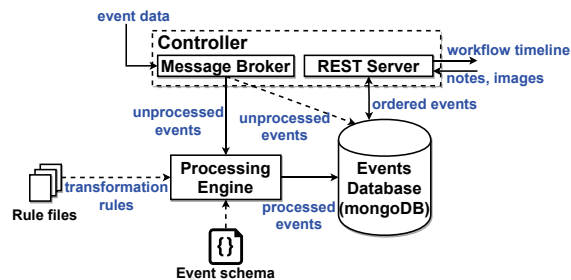 event data
Controller
Message Broker
REST Server
workflow timeline
notes, images
unprocessed
events
unprocessed
events
ordered events
Processing
Engine
Events
Database
(mongoDB)
transformation
rules
processed
events
Rule files
{}
Event schema